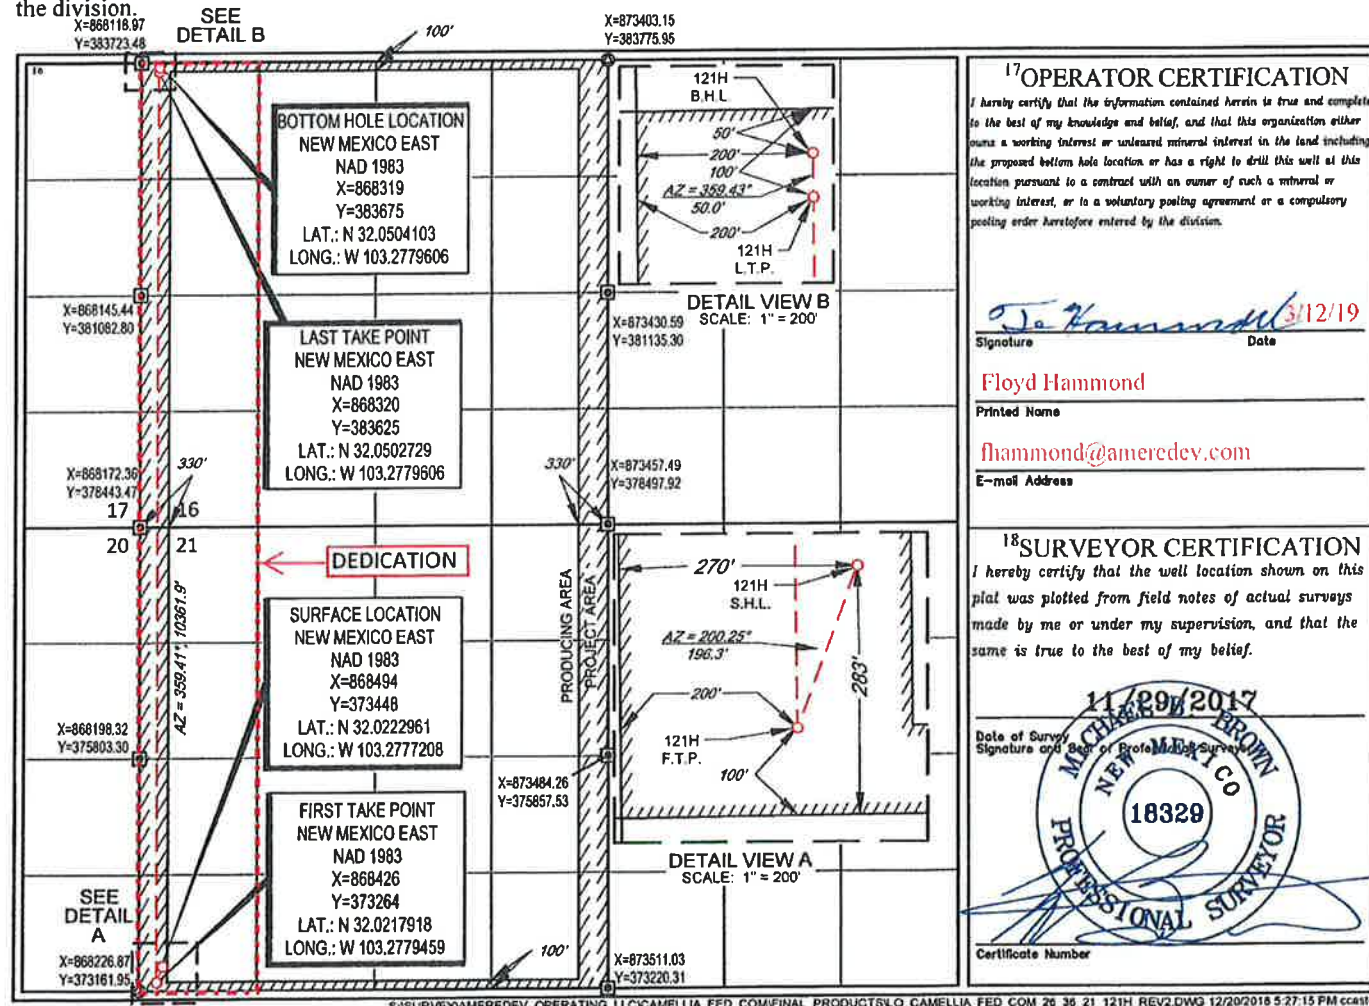 the division.
X=868118.97
Y=383723.48
SEE
DETAIL B
100'
X=873403.15
Y=383775.95
16
BOTTOM HOLE LOCATION
NEW MEXICO EAST
NAD 1983
X=868319
Y=383675
LAT.: N 32.0504103
LONG.: W 103.2779606
X=868145.44
Y=381082.80
LAST TAKE POINT
NEW MEXICO EAST
NAD 1983
X=868320
Y=383625
LAT.: N 32.0502729
LONG.: W 103.2779606
X=868172.36
Y=378443.47
330'
17 16
20 21
330'
DEDICATION
AZ = 359.41°, 10361.9'
SURFACE LOCATION
NEW MEXICO EAST
NAD 1983
X=868494
Y=373448
LAT.: N 32.0222961
LONG.: W 103.2777208
PRODUCING AREA
PROJECT AREA
X=868198.32
Y=375803.30
FIRST TAKE POINT
NEW MEXICO EAST
NAD 1983
X=868426
Y=373264
LAT.: N 32.0217918
LONG.: W 103.2779459
SEE
DETAIL
A
X=868226.87
Y=373161.95
100'
121H
B.H.L.
50'
200'
100'
AZ = 359.43°
50.0'
200'
121H
L.T.P.
DETAIL VIEW B
SCALE: 1" = 200'
X=873430.59
Y=381135.30
X=873457.49
Y=378497.92
270'
121H
S.H.L.
AZ = 200.25°
196.3'
283'
200'
121H
F.T.P.
100'
X=873484.26
Y=375857.53
DETAIL VIEW A
SCALE: 1" = 200'
X=873511.03
Y=373220.31
17OPERATOR CERTIFICATION
I hereby certify that the information contained herein is true and complete
to the best of my knowledge and belief, and that this organization either
owns a working interest or unleased mineral interest in the land including
the proposed bottom hole location or has a right to drill this well at this
location pursuant to a contract with an owner of such a mineral or
working interest, or to a voluntary pooling agreement or a compulsory
pooling order heretofore entered by the division.
3/12/19
Signature Date
Floyd Hammond
Printed Name
fhammond@ameredev.com
E-mail Address
18SURVEYOR CERTIFICATION
I hereby certify that the well location shown on this
plat was plotted from field notes of actual surveys
made by me or under my supervision, and that the
same is true to the best of my belief.
11/29/2017
Date of Survey
Signature and Seal of Professional Surveyor
MICHAEL B. BROWN
NEW MEXICO
18329
PROFESSIONAL SURVEYOR
Certificate Number
S:\SURVEY\AMEREDEV_OPERATING_LLC\CAMELLIA_FED_COM\FINAL_PRODUCTS\LO_CAMELLIA_FED_COM_26_36_21_121H_REV2.DWG 12/20/2018 5:27:15 PM